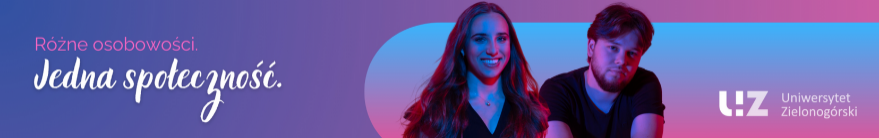 Różne osobowości.
Jedna społeczność.
UZ
Uniwersytet
Zielonogórski